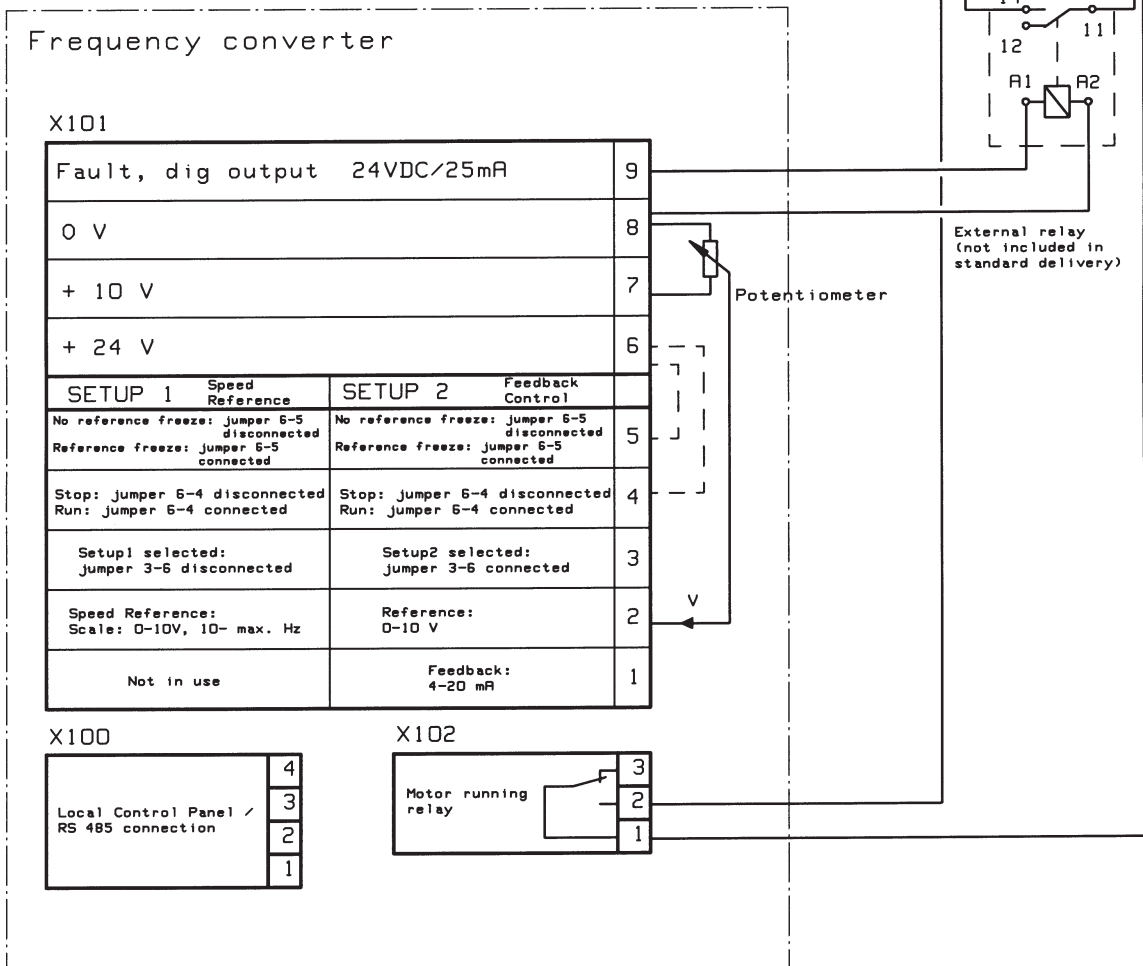 Frequency converter
X101
Fault, dig output 24VDC/25mA 9
0 V 8
+ 10 V 7
+ 24 V 6
SETUP 1 Speed Reference
SETUP 2 Feedback Control
No reference freeze: jumper 6-5
disconnected
Reference freeze: jumper 6-5
connected
No reference freeze: jumper 6-5
disconnected
Reference freeze: jumper 6-5
connected
5
Stop: jumper 6-4 disconnected
Run: jumper 6-4 connected
Stop: jumper 6-4 disconnected
Run: jumper 6-4 connected
4
Setup1 selected:
jumper 3-6 disconnected
Setup2 selected:
jumper 3-6 connected
3
Speed Reference:
Scale: 0-10V, 10- max. Hz
Reference:
0-10 V
2
Not in use
Feedback:
4-20 mA
1
V
Potentiometer
12
11
A1
A2
External relay
(not included in
standard delivery)
X100
Local Control Panel /
RS 485 connection
4
3
2
1
X102
Motor running
relay
3
2
1